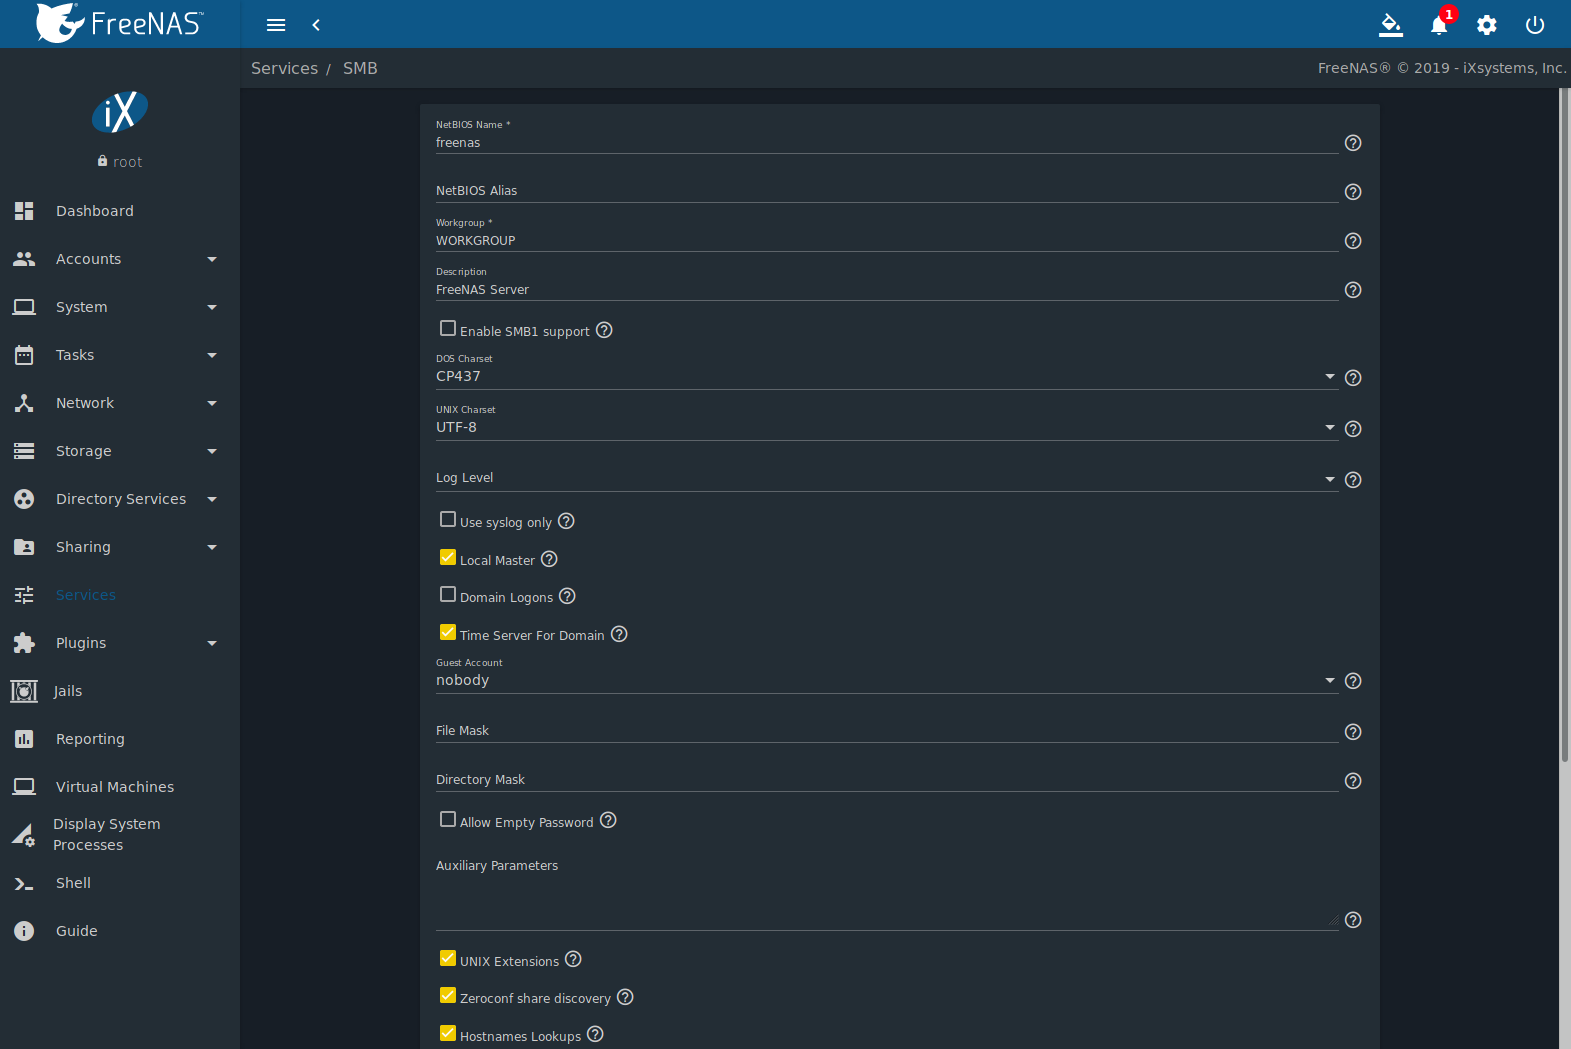 FreeNAS™
1
Services / SMB
FreeNAS® © 2019 - iXsystems, Inc.
iX
root
Dashboard
Accounts
System
Tasks
Network
Storage
Directory Services
Sharing
Services
Plugins
Jails
Reporting
Virtual Machines
Display System
Processes
Shell
Guide
NetBIOS Name *
freenas
NetBIOS Alias
Workgroup *
WORKGROUP
Description
FreeNAS Server
Enable SMB1 support
DOS Charset
CP437
UNIX Charset
UTF-8
Log Level
Use syslog only
Local Master
Domain Logons
Time Server For Domain
Guest Account
nobody
File Mask
Directory Mask
Allow Empty Password
Auxiliary Parameters
UNIX Extensions
Zeroconf share discovery
Hostnames Lookups